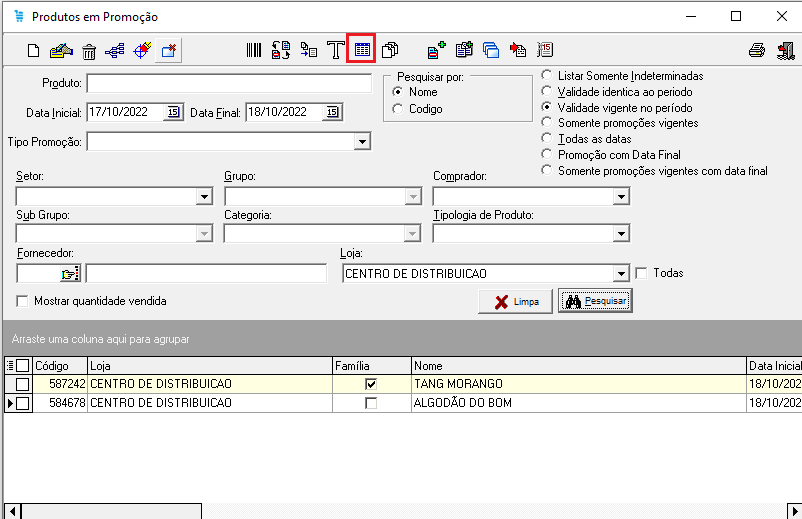 Produtos em Promoção
Produto:
Pesquisar por:
Nome
Codigo
Listar Somente Indeterminadas
Validade identica ao periodo
Validade vigente no período
Somente promoções vigentes
Todas as datas
Promoção com Data Final
Somente promoções vigentes com data final
Data Inicial: 17/10/2022 15 Data Final: 18/10/2022 15
Tipo Promoção:
Setor: Grupo: Comprador:
Sub Grupo: Categoria: Tipologia de Produto:
Fornecedor: Loja:
CENTRO DE DISTRIBUICAO Todas
Mostrar quantidade vendida Limpa Pesquisar
Arraste uma coluna aqui para agrupar
Código Loja Família Nome Data Inicial
587242 CENTRO DE DISTRIBUICAO TANG MORANGO 18/10/202
584678 CENTRO DE DISTRIBUICAO ALGODÃO DO BOM 18/10/202